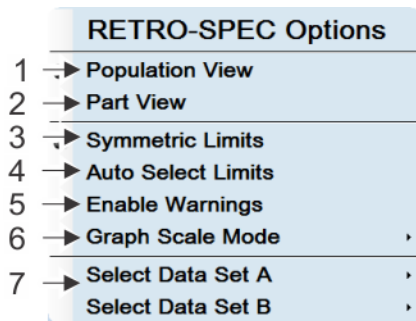 RETRO-SPEC Options
1 Population View
2 Part View
3 Symmetric Limits
4 Auto Select Limits
5 Enable Warnings
6 Graph Scale Mode
7 Select Data Set A
Select Data Set B